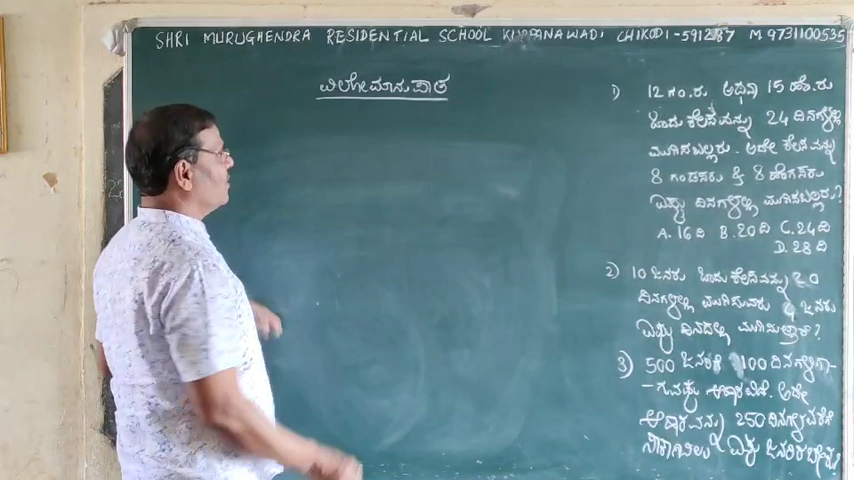 SHRI MURUGHENDRA RESIDENTIAL SCHOOL KUPPANAWADI CHIKODI-591287 M 9731100535
ವಿಲೋಮಾನುಪಾತ
1) 12 ಗಂ.ರು ಅಥವಾ 15 ಹೆಂ.ರು
ಒಂದು ಕೆಲಸವನ್ನು 24 ದಿನಗಳಲ್ಲಿ
ಮುಗಿಸಬಲ್ಲರು. ಅದೇ ಕೆಲಸವನ್ನು
8 ಗಂಡಸರು & 8 ಹೆಂಗಸರು
ಎಷ್ಟು ದಿನಗಳಲ್ಲಿ ಮುಗಿಸಬಲ್ಲರು?
A. 16 ದಿ B. 20 ದಿ C. 24 ದಿ
D. 28 ದಿ
2) 10 ಜನರು ಒಂದು ಕೆಲಸವನ್ನು 20
ದಿನಗಳಲ್ಲಿ ಮುಗಿಸುವರು ಜನರು
ಎಷ್ಟು ದಿನದಲ್ಲಿ ಮುಗಿಸುತ್ತಾರೆ?
3) 500 ಜನರಿಗೆ 100 ದಿನಗಳಿಗಾ-
-ಗುವಷ್ಟು ಆಹಾರವಿದೆ. ಅದೇ
ಆಹಾರವನ್ನು 250 ದಿನಗಳವರೆಗೆ
ಎಷ್ಟು